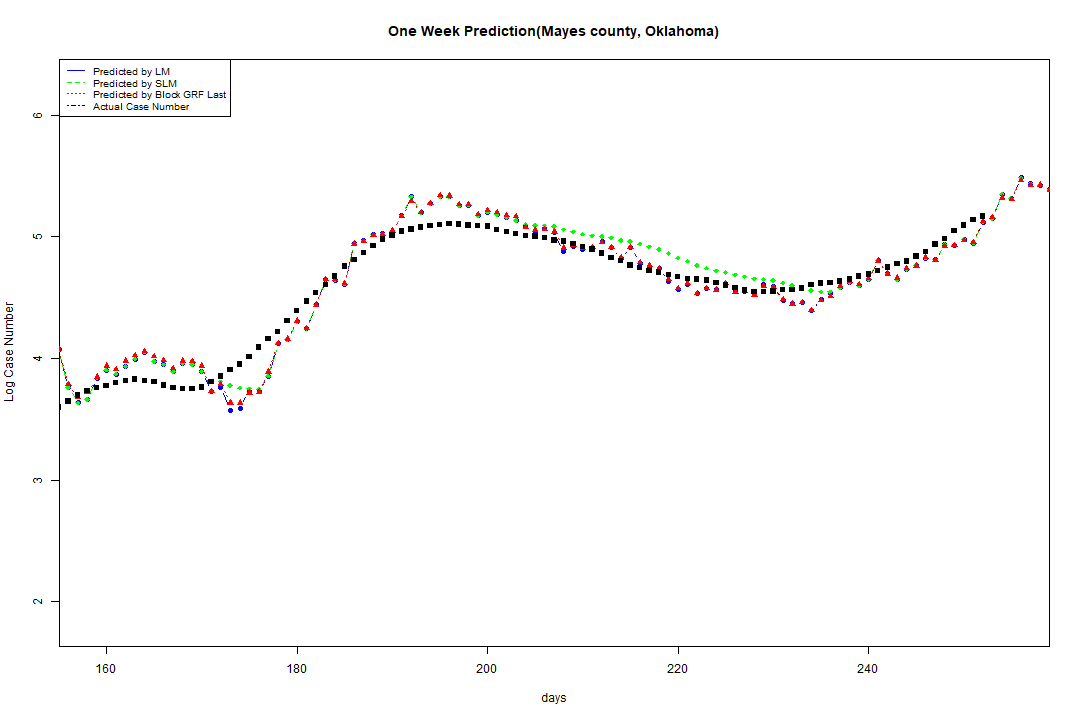 One Week Prediction(Mayes county, Oklahoma)
Predicted by LM
Predicted by SLM
Predicted by Block GRF Last
Actual Case Number
6
5
4
3
2
Log Case Number
160
180
200
220
240
days